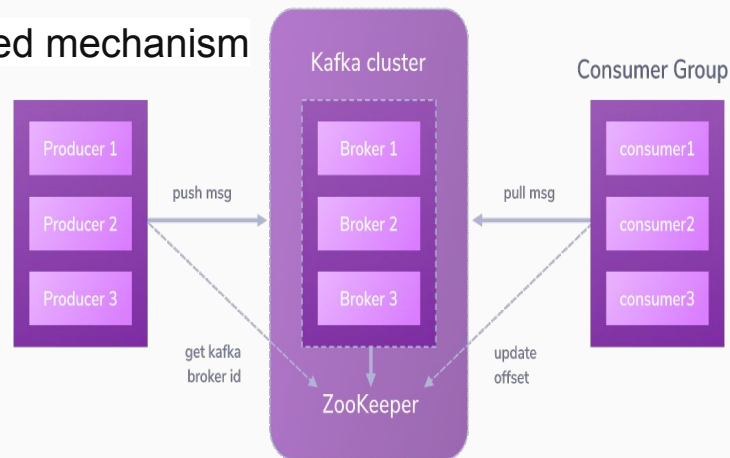 ed mechanism
Kafka cluster
Consumer Group
Producer 1
Producer 2
Producer 3
push msg
Broker 1
Broker 2
Broker 3
pull msg
consumer1
consumer2
consumer3
get kafka
broker id
update
offset
ZooKeeper